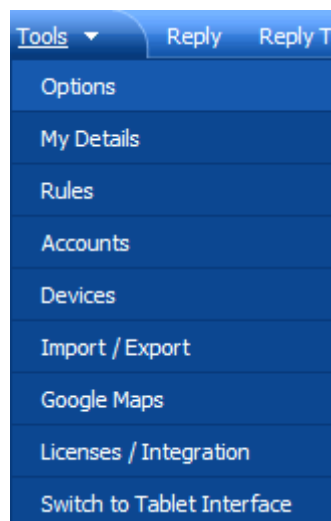 Tools Reply Reply T
Options
My Details
Rules
Accounts
Devices
Import / Export
Google Maps
Licenses / Integration
Switch to Tablet Interface